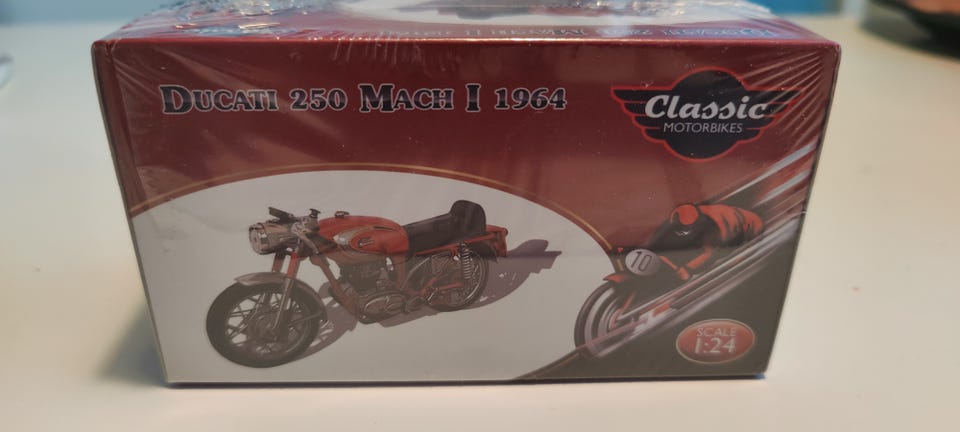 DUCATI 250 MACH I 1964
Classic
MOTORBIKES
10
SCALE
1:24